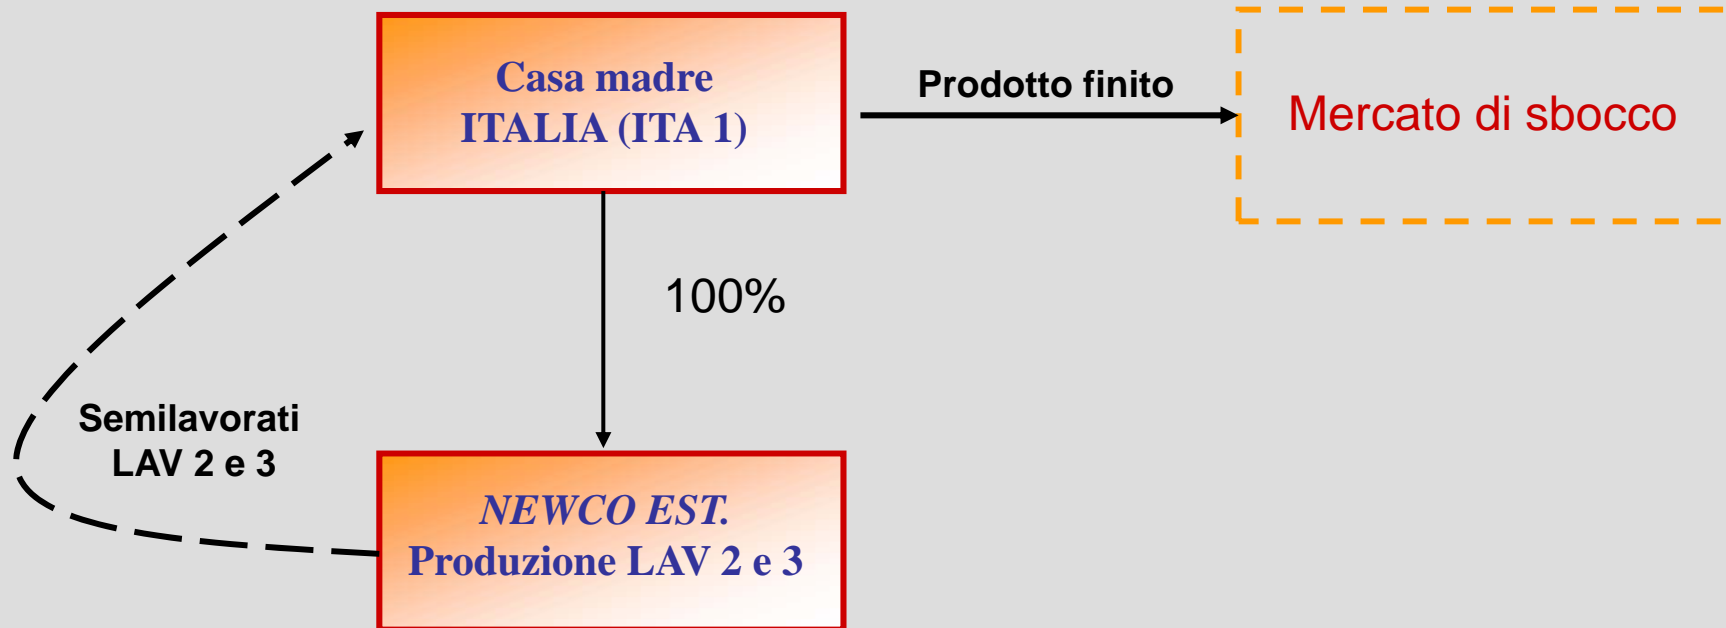 Casa madre
ITALIA (ITA 1)
Prodotto finito
Mercato di sbocco
100%
Semilavorati
LAV 2 e 3
NEWCO EST.
Produzione LAV 2 e 3